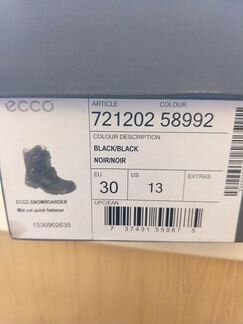 ecco
ARTICLE COLOUR
721202 58992
COLOUR DESCRIPTION
BLACK/BLACK
NOIR/NOIR
EU US EXTRAS
30 13
ECCO SNOWBOARDER
Mid cut quick fastener
1530902635
UPC/EAN
7 37431 55987 5